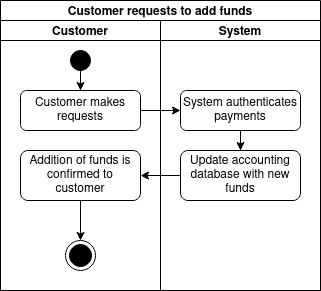 Customer requests to add funds
Customer
System
Customer makes
requests
System authenticates
payments
Addition of funds is
confirmed to
customer
Update accounting
database with new
funds